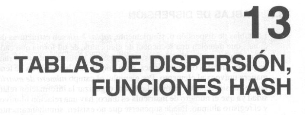 13
TABLAS DE DISPERSIÓN,
FUNCIONES HASH